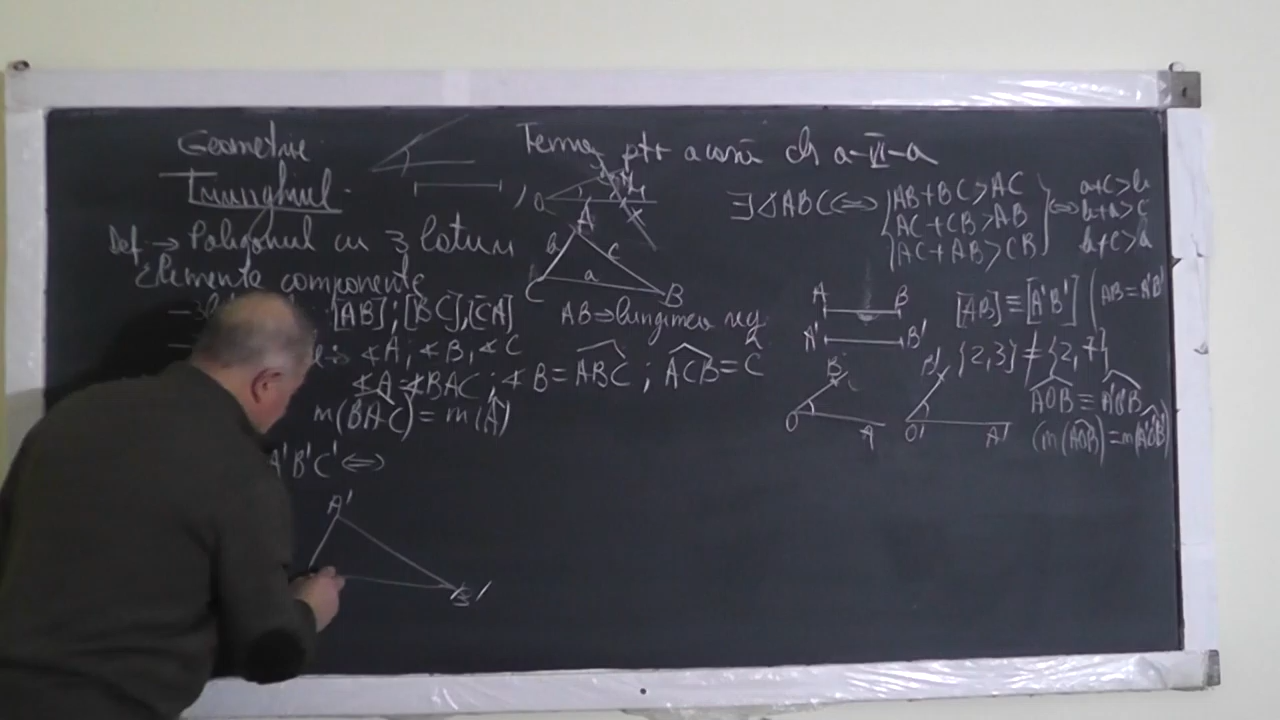 Geometrie
Triunghiul
Def → Poligonul cu 3 laturi
Elemente componente
[AB]; [BC], [CA]
∢A; ∢B, ∢C
∢A=∢BAC; ∢B=ABC; ACB=C
m(BAC)=m(A)
A'B'C' ⇔
A'
B'
Tema ptr acasă cls a-VI-a
O
A
b
c
a
C
B
AB→lungimea seg
∃ΔABC⇔
AB+BC>AC
AC+CB>AB
AC+AB>CB
⇔
a+c>b
b+a>c
b+c>a
A B
A' B'
[AB]≡[A'B'] (AB=A'B'
{2,3}≠{2,7}
B
O
A
B'
O'
A'
AOB≡A'O'B
(m(AOB)=m(A'O'B')